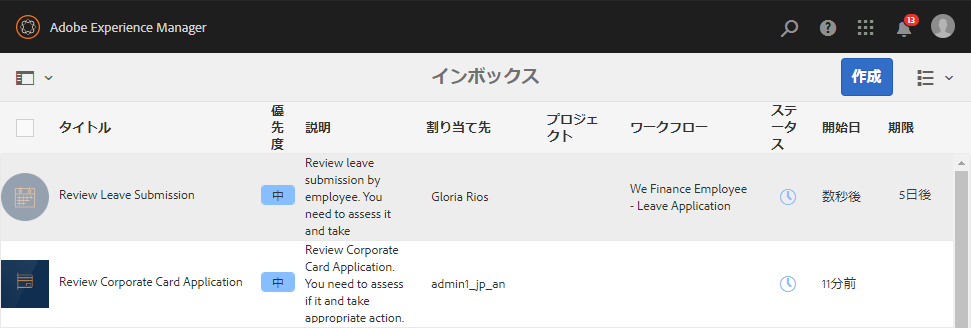 Adobe Experience Manager
13
インボックス
作成
タイトル
優
先
度
説明
割り当て先
プロジェ
クト
ワークフロー
ステ
ータ
ス
開始日
期限
Review Leave Submission
中
Review leave
submission by
employee. You
need to assess it
and take
Gloria Rios
We Finance Employee
- Leave Application
数秒後
5日後
Review Corporate Card Application
中
Review Corporate
Card Application.
You need to assess
if it and take
appropriate action.
admin1_jp_an
11分前